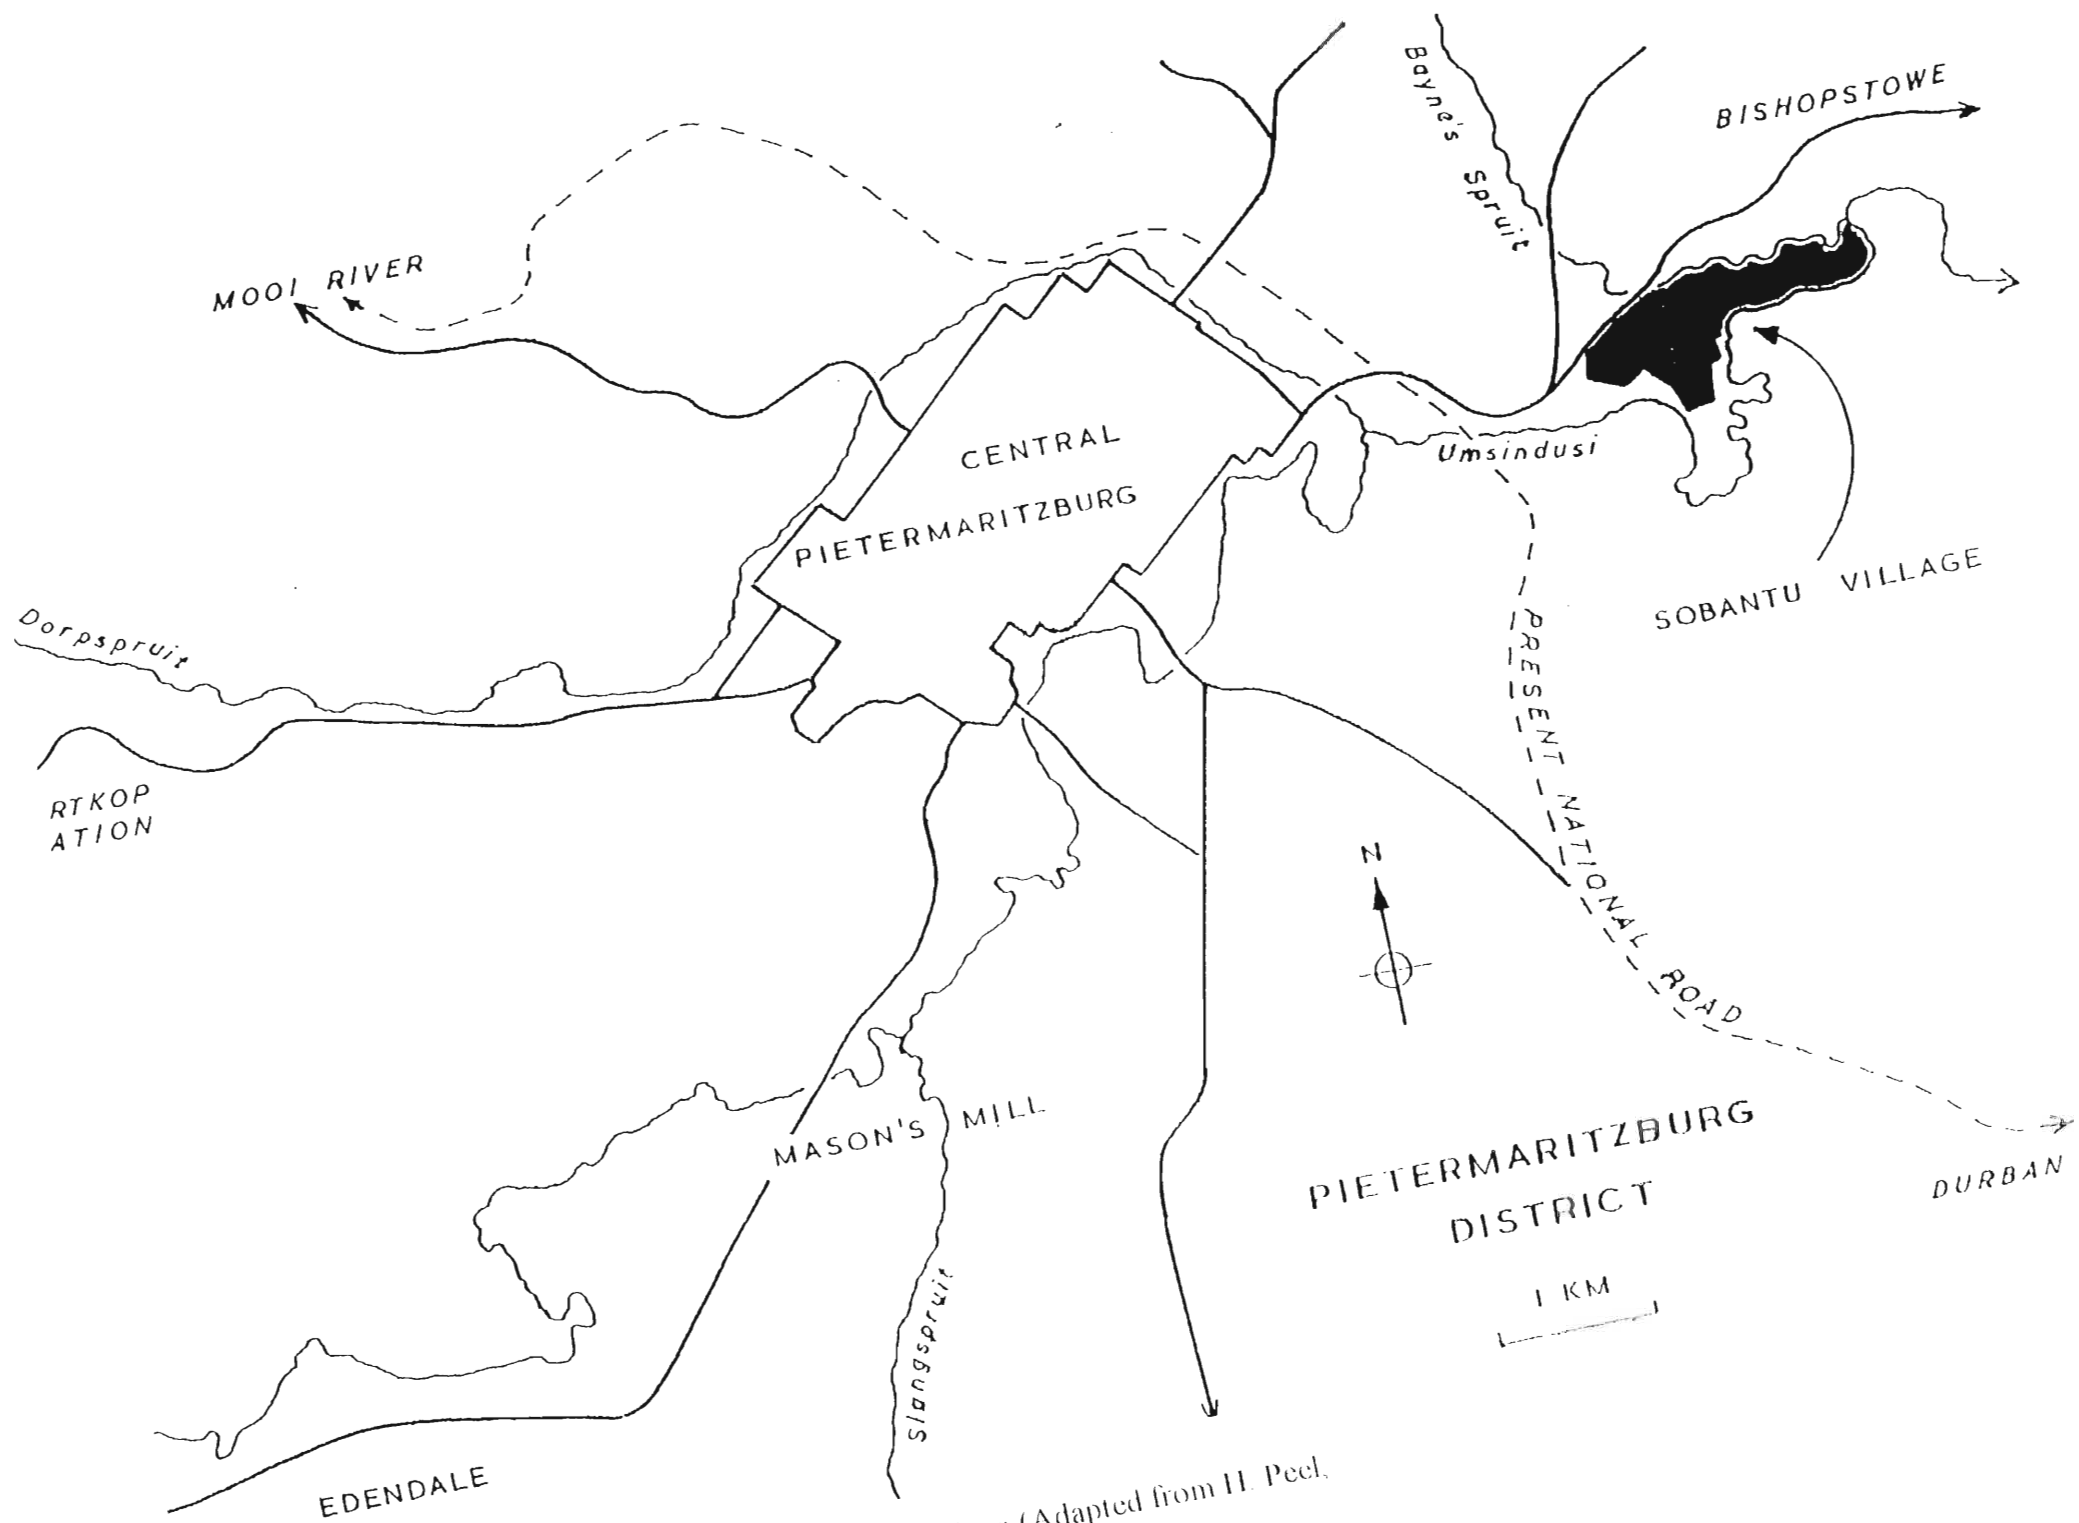 Bayne's Spruit
BISHOPSTOWE
MOOI RIVER
CENTRAL
PIETERMARITZBURG
Umsindusi
SOBANTU VILLAGE
Dorpspruit
RTKOP
ATION
PRESENT NATIONAL ROAD
N
MASON'S MILL
PIETERMARITZBURG
DISTRICT
DURBAN
1 KM
Slangspruit
EDENDALE
(Adapted from H. Peel,